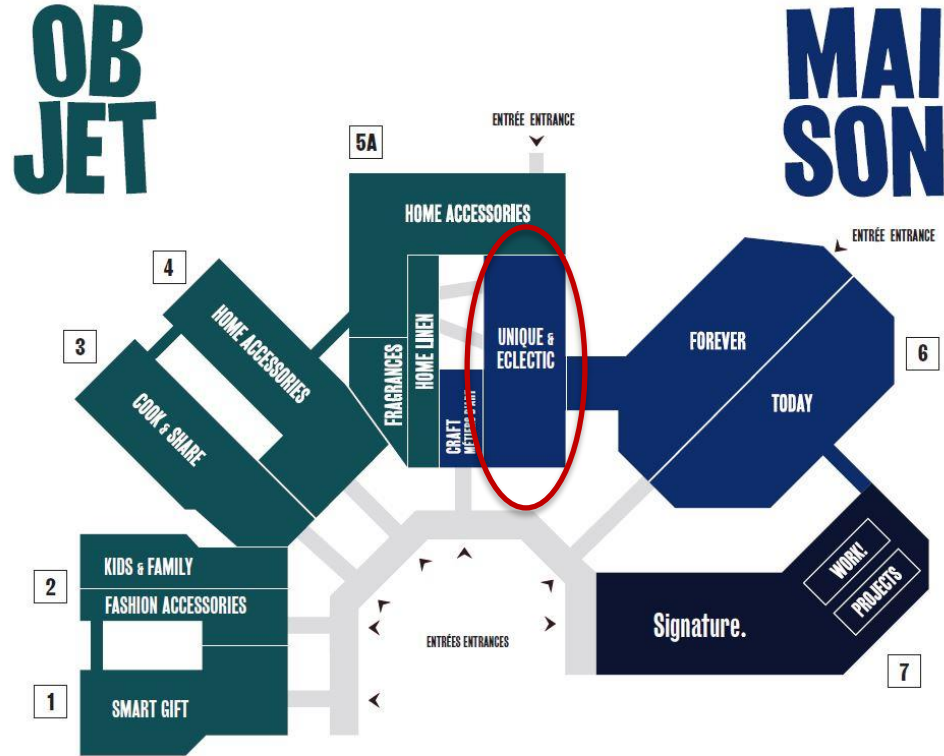 OB
JET
MAI
SON
ENTRÉE ENTRANCE
5A
HOME ACCESSORIES
ENTRÉE ENTRANCE
4
HOME ACCESSORIES
3
COOK & SHARE
FRAGRANCES
HOME LINEN
CRAFT
MÉTIERS D'ART
UNIQUE &
ECLECTIC
FOREVER
TODAY
6
KIDS & FAMILY
2
FASHION ACCESSORIES
ENTRÉES ENTRANCES
WORK!
PROJECTS
Signature.
7
1
SMART GIFT